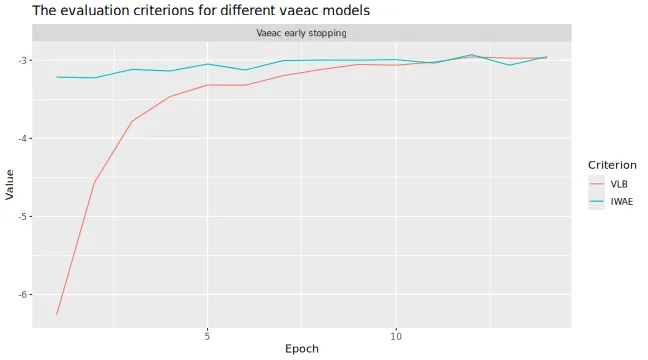 The evaluation criterions for different vaeac models
Vaeac early stopping
Value
-3
-4
-5
-6
5
10
Epoch
Criterion
VLB
IWAE